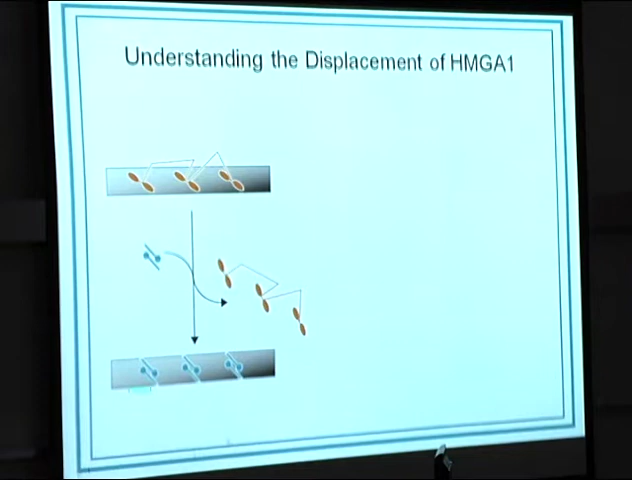 Understanding the Displacement of HMGA1